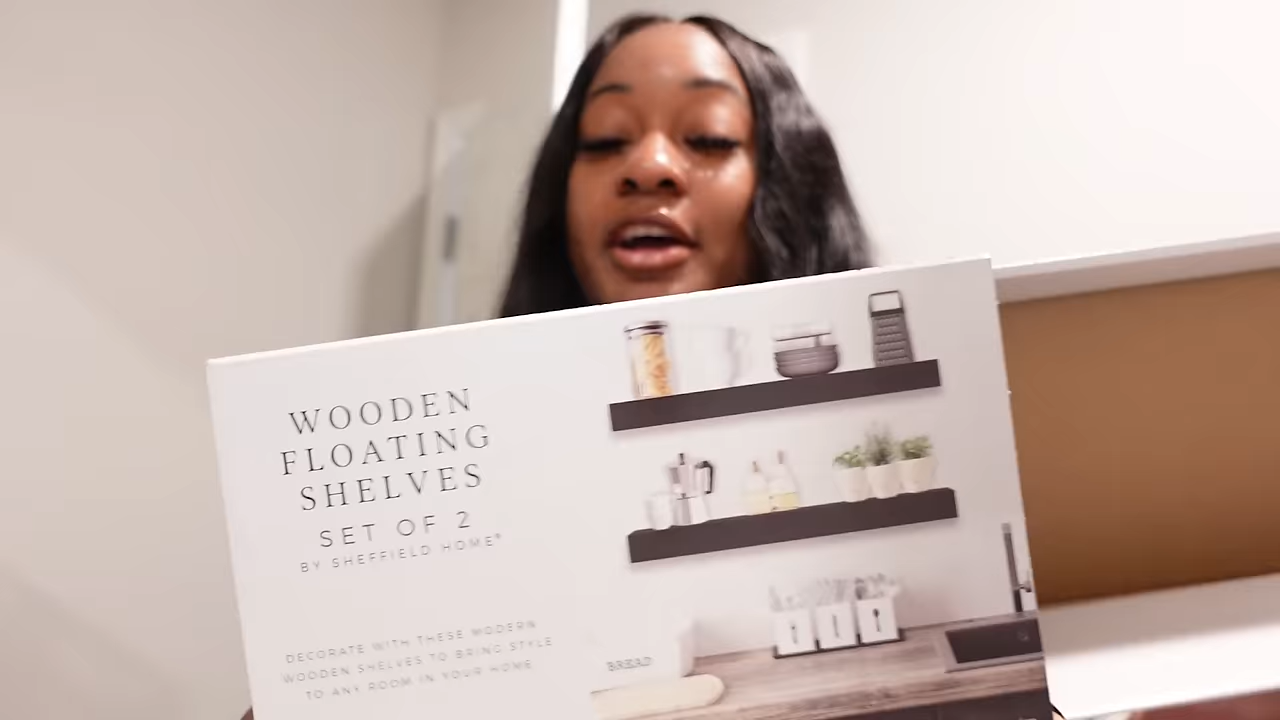 WOODEN
FLOATING
SHELVES
SET OF 2
BY SHEFFIELD HOME®
DECORATE WITH THESE MODERN
WOODEN SHELVES TO BRING STYLE
TO ANY ROOM IN YOUR HOME
BREAD